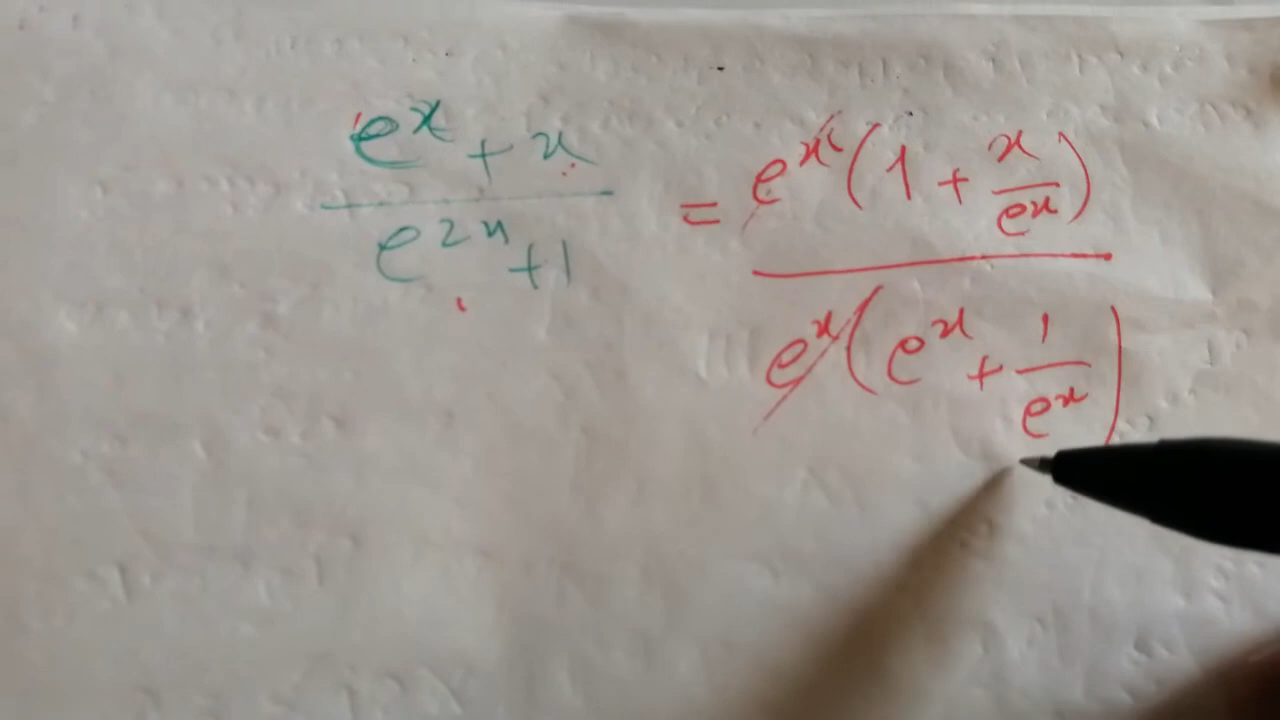 e^x + x / e^2x + 1 = e^x (1 + x / e^x) / e^x (e^x + 1 / e^x)